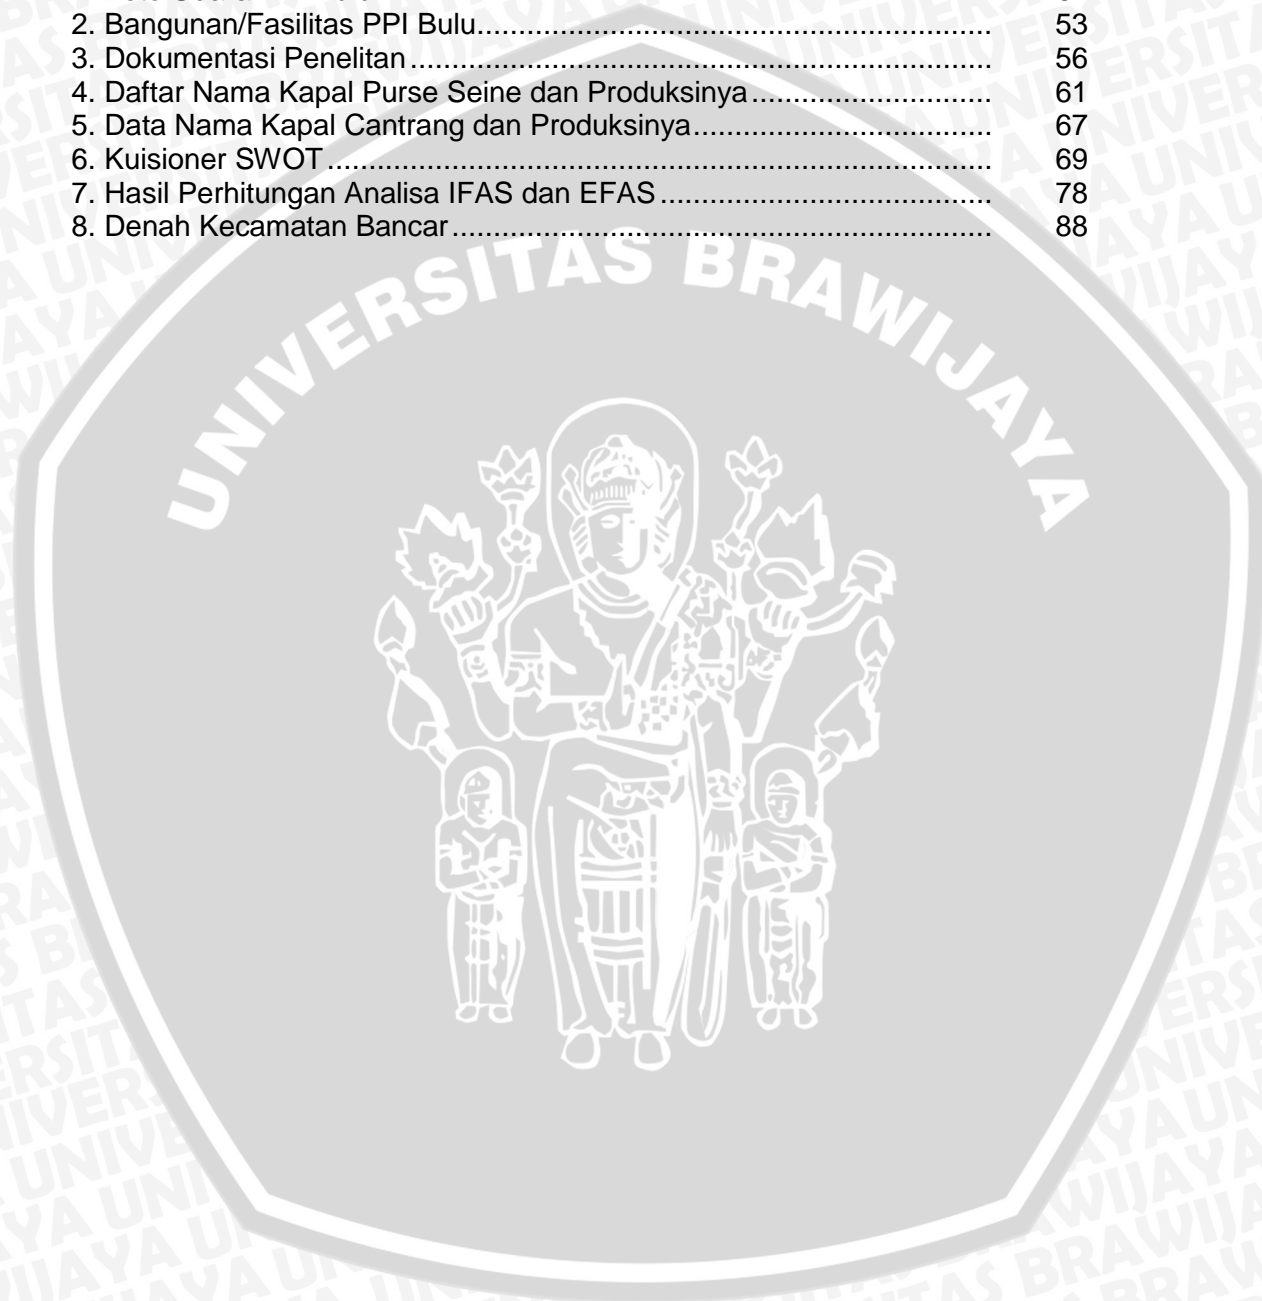 2. Bangunan/Fasilitas PPI Bulu................................................................ 53
3. Dokumentasi Penelitan........................................................................ 56
4. Daftar Nama Kapal Purse Seine dan Produksinya.............................. 61
5. Data Nama Kapal Cantrang dan Produksinya..................................... 67
6. Kuisioner SWOT................................................................................... 69
7. Hasil Perhitungan Analisa IFAS dan EFAS......................................... 78
8. Denah Kecamatan Bancar................................................................... 88
UNIVERSITAS BRAWIJAYA